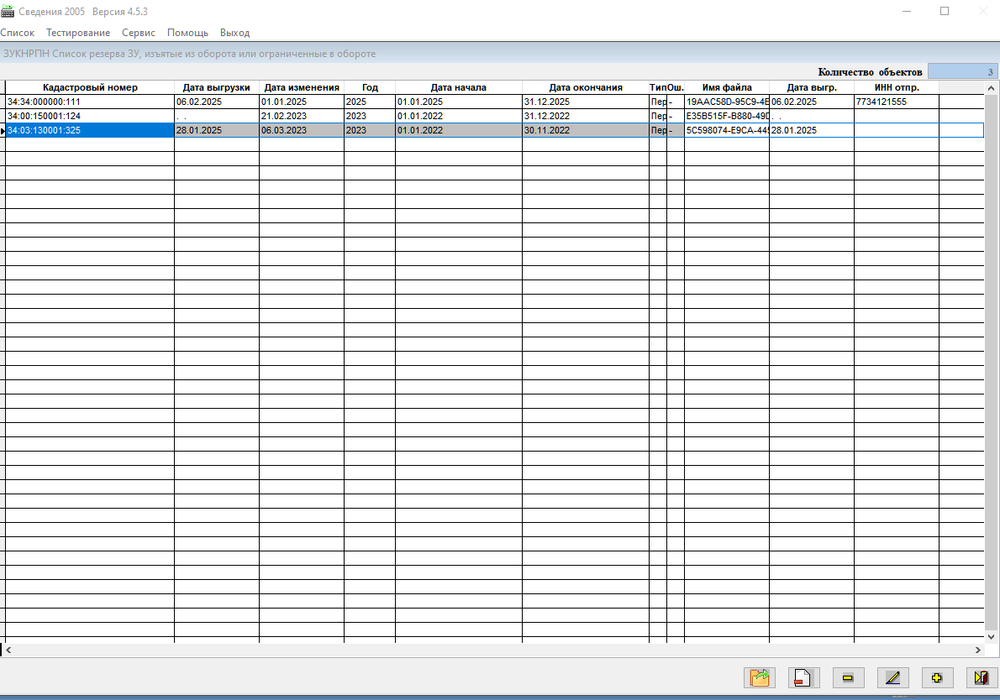 Сведения 2005 Версия 4.5.3
Список Тестирование Сервис Помощь Выход
ЗУКНРПН Список резерва ЗУ, изъятые из оборота или ограниченные в обороте
Количество объектов 3
Кадастровый номер Дата выгрузки Дата изменения Год Дата начала Дата окончания Тип Ош. Имя файла Дата выгр. ИНН отпр.
34:34:000000:111 06.02.2025 01.01.2025 2025 01.01.2025 31.12.2025 Пер - 19AAC58D-95C9-4E 06.02.2025 7734121555
34:00:150001:124 . . 21.02.2023 2023 01.01.2022 31.12.2022 Пер - E35B515F-B880-49D . .
34:03:130001:325 28.01.2025 06.03.2023 2023 01.01.2022 30.11.2022 Пер - 5C598074-E9CA-449 28.01.2025